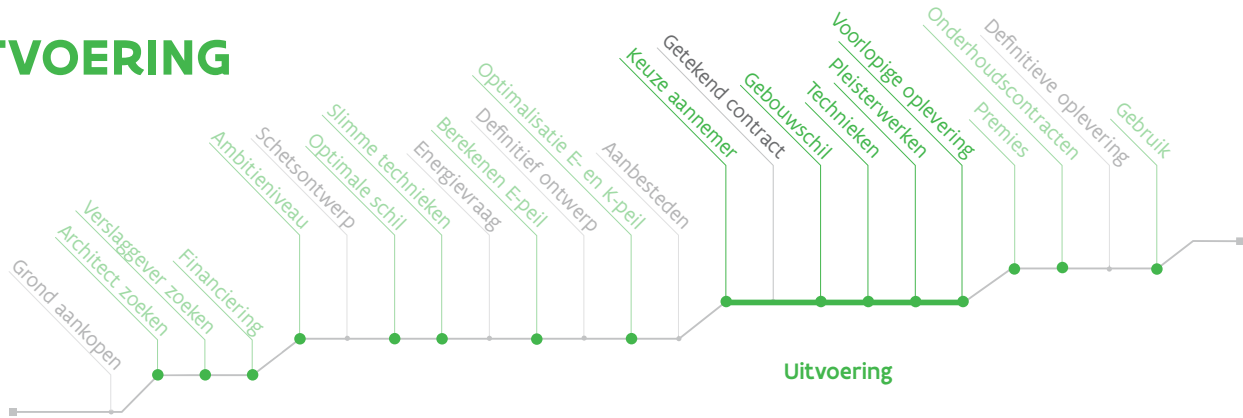 TVOERING
Grond aankopen
Architect zoeken
Verslaggever zoeken
Financiering
Ambitieniveau
Schetsontwerp
Optimale schil
Slimme technieken
Energievraag
Berekenen E-peil
Definitief ontwerp
Optimalisatie E- en K-peil
Aanbesteden
Keuze aannemer
Getekend contract
Gebouwschil
Technieken
Pleisterwerken
Voorlopige oplevering
Premies
Onderhoudscontracten
Definitieve oplevering
Gebruik
Uitvoering